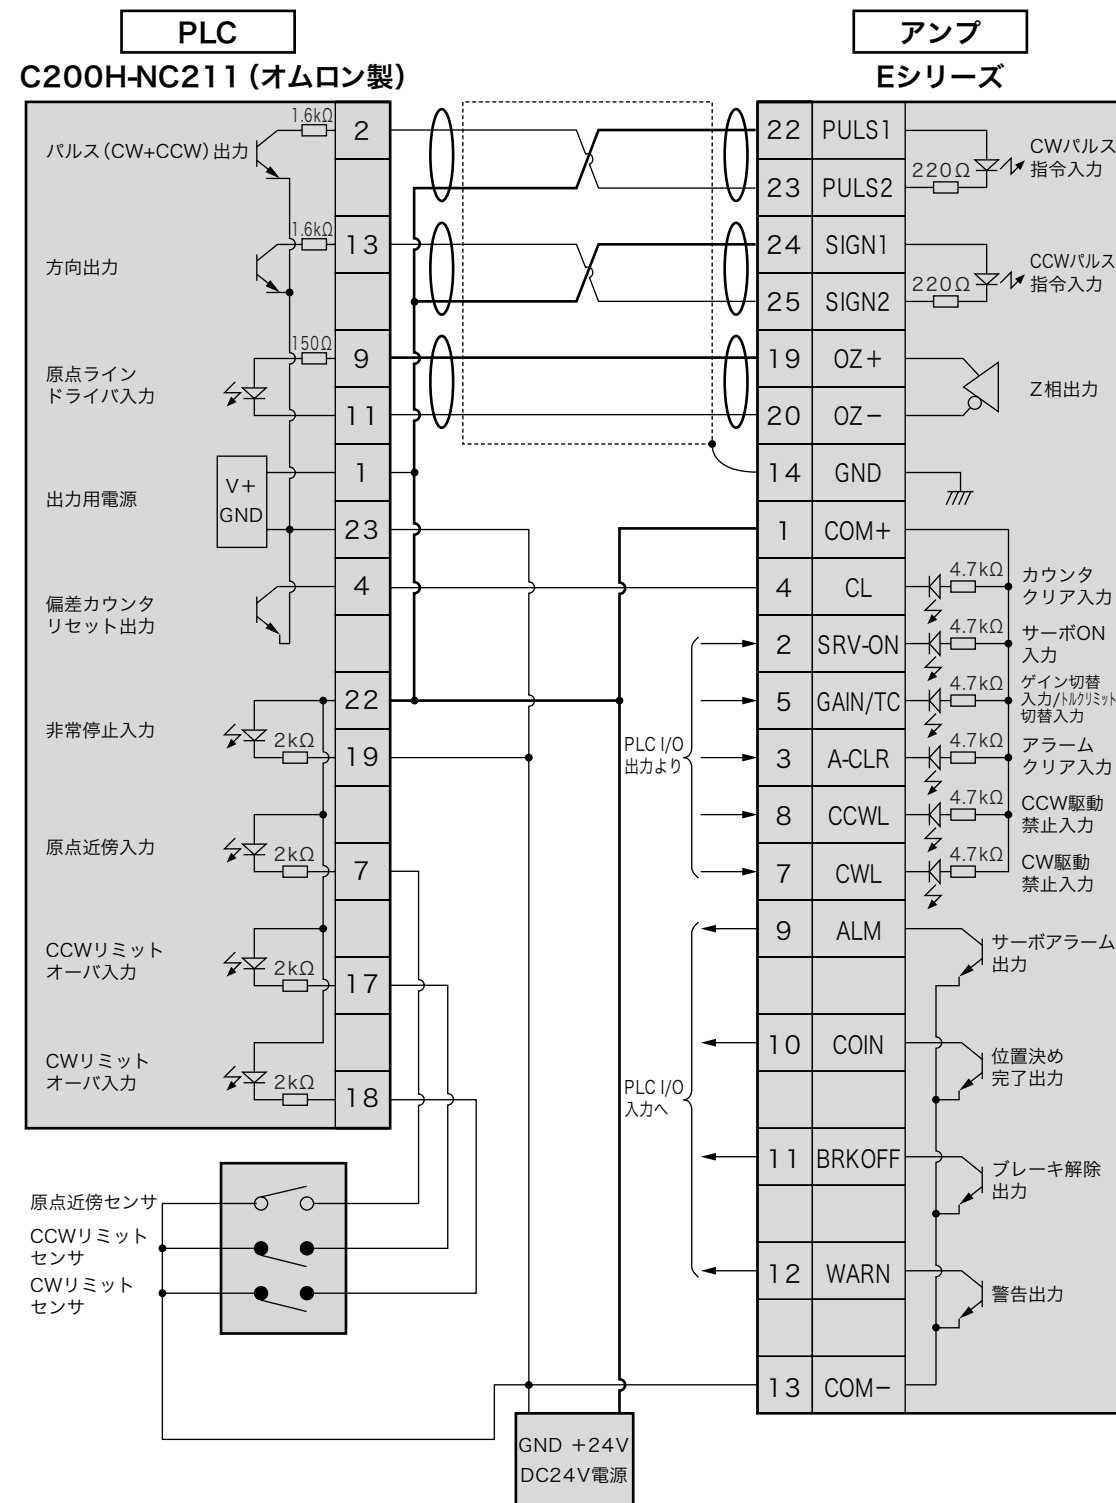 PLC
C200H-NC211（オムロン製）
パルス（CW+CCW）出力
1.6kΩ
2
方向出力
1.6kΩ
13
原点ライン
ドライバ入力
150Ω
9
11
出力用電源
V+
GND
1
23
偏差カウンタ
リセット出力
4
非常停止入力
22
2kΩ
19
原点近傍入力
2kΩ
7
CCWリミット
オーバ入力
2kΩ
17
CWリミット
オーバ入力
2kΩ
18
原点近傍センサ
CCWリミット
センサ
CWリミット
センサ
GND +24V
DC24V電源
PLC I/O
出力より
PLC I/O
入力へ
アンプ
Eシリーズ
22 PULS1
23 PULS2
220Ω
CWパルス
指令入力
24 SIGN1
25 SIGN2
220Ω
CCWパルス
指令入力
19 OZ+
20 OZ−
Z相出力
14 GND
1 COM+
4 CL
4.7kΩ
カウンタ
クリア入力
2 SRV-ON
4.7kΩ
サーボON
入力
5 GAIN/TC
4.7kΩ
ゲイン切替
入力/トルクリミット
切替入力
3 A-CLR
4.7kΩ
アラーム
クリア入力
8 CCWL
4.7kΩ
CCW駆動
禁止入力
7 CWL
4.7kΩ
CW駆動
禁止入力
9 ALM
サーボアラーム
出力
10 COIN
位置決め
完了出力
11 BRKOFF
ブレーキ解除
出力
12 WARN
警告出力
13 COM−